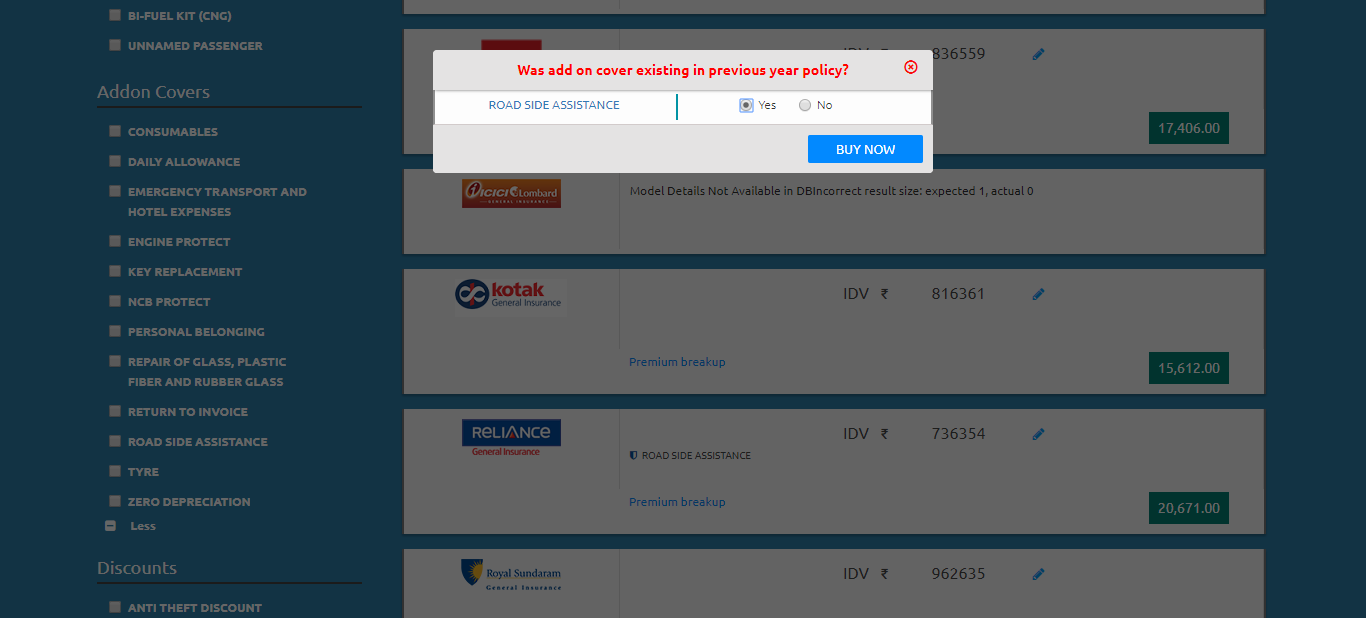 BI-FUEL KIT (CNG)
UNNAMED PASSENGER
Addon Covers
CONSUMABLES
DAILY ALLOWANCE
EMERGENCY TRANSPORT AND
HOTEL EXPENSES
ENGINE PROTECT
KEY REPLACEMENT
NCB PROTECT
PERSONAL BELONGING
REPAIR OF GLASS, PLASTIC
FIBER AND RUBBER GLASS
RETURN TO INVOICE
ROAD SIDE ASSISTANCE
TYRE
ZERO DEPRECIATION
Less
Discounts
ANTI THEFT DISCOUNT
Was add on cover existing in previous year policy?
ROAD SIDE ASSISTANCE
Yes
No
BUY NOW
IDV ₹ 836559
17,406.00
ICICI Lombard
GENERAL INSURANCE
Model Details Not Available in DBIncorrect result size: expected 1, actual 0
kotak
General Insurance
IDV ₹ 816361
Premium breakup
15,612.00
RELIANCE
General Insurance
IDV ₹ 736354
ROAD SIDE ASSISTANCE
Premium breakup
20,671.00
Royal Sundaram
General Insurance
IDV ₹ 962635